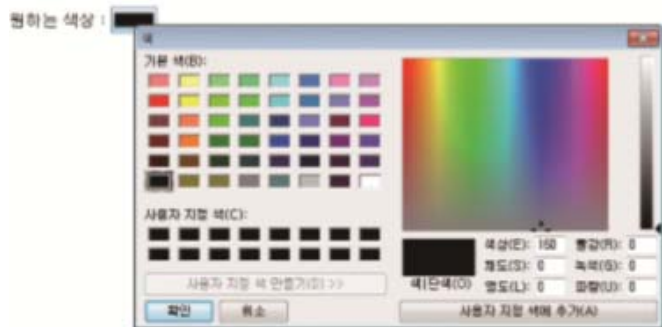 원하는 색상 :
색
기본 색(B):
사용자 지정 색(C):
사용자 지정 색 만들기(D) >>
확인 취소
색|단색(O)
색상(E): 160 빨강(R): 0
채도(S): 0 녹색(G): 0
명도(L): 0 파랑(U): 0
사용자 지정 색에 추가(A)